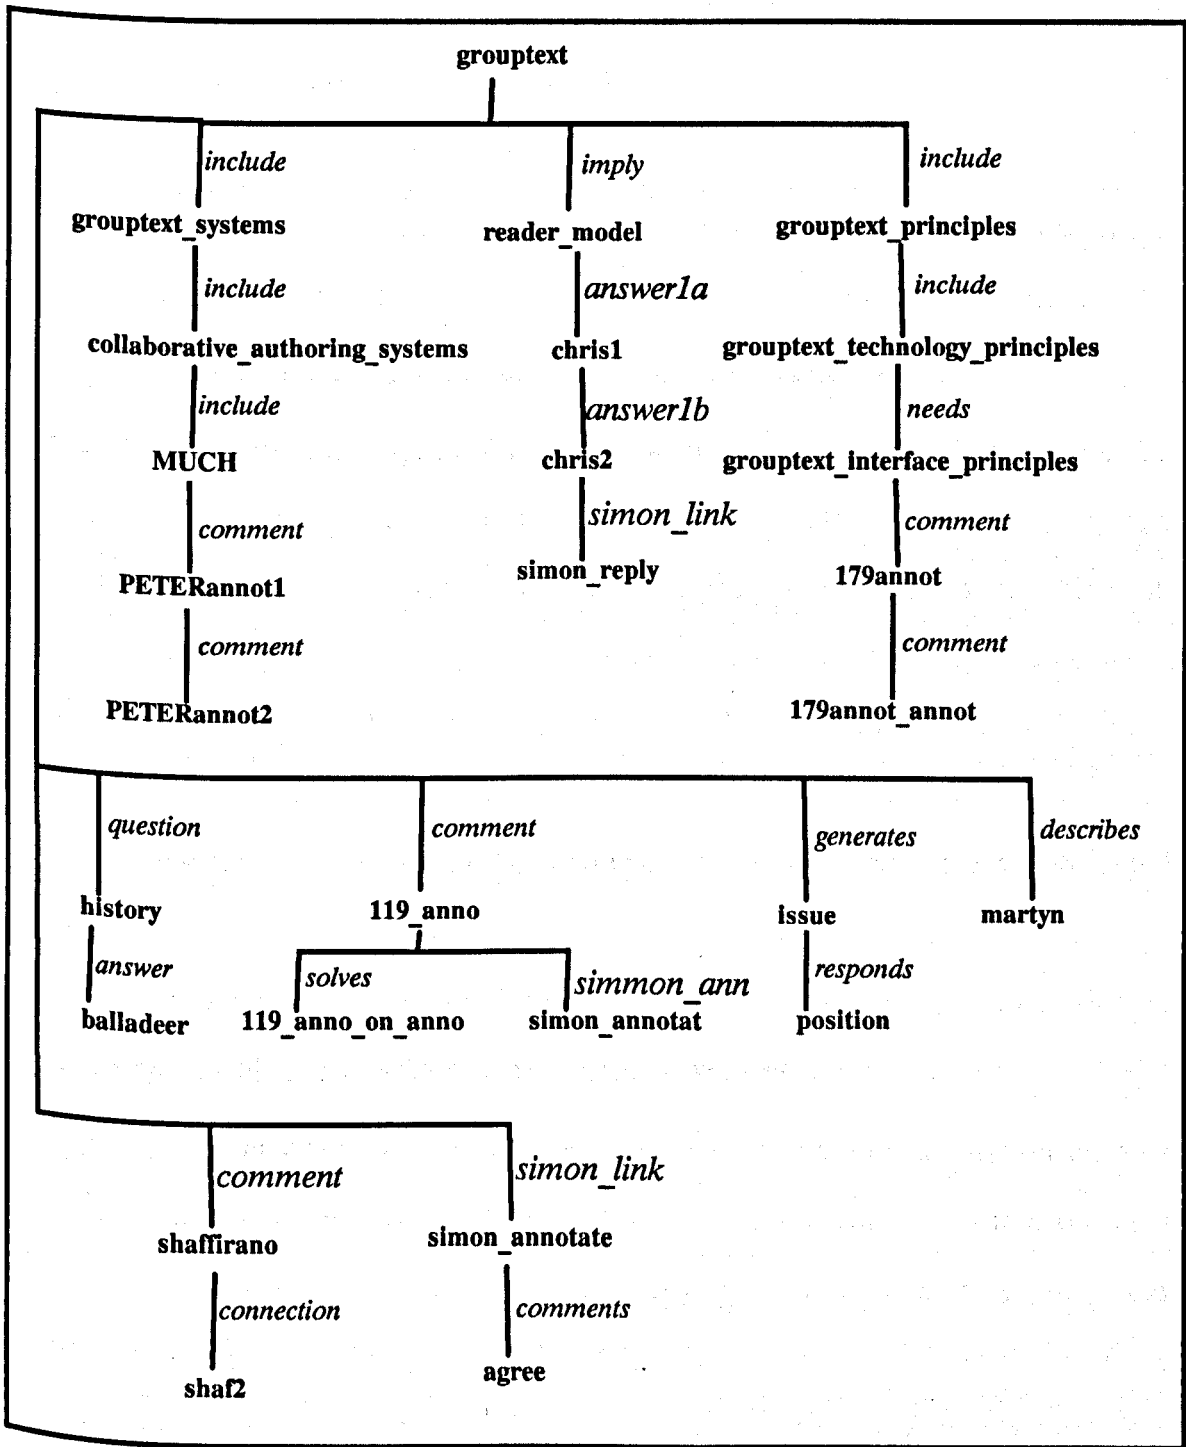 grouptext
include imply include
grouptext_systems reader_model grouptext_principles
include answer1a include
collaborative_authoring_systems chris1 grouptext_technology_principles
include answer1b needs
MUCH chris2 grouptext_interface_principles
comment simon_link comment
PETERannot1 simon_reply 179annot
comment comment
PETERannot2 179annot_annot
question comment generates describes
history 119_anno issue martyn
answer solves simmon_ann responds
balladeer 119_anno_on_anno simon_annotat position
comment simon_link
shaffirano simon_annotate
connection comments
shaf2 agree